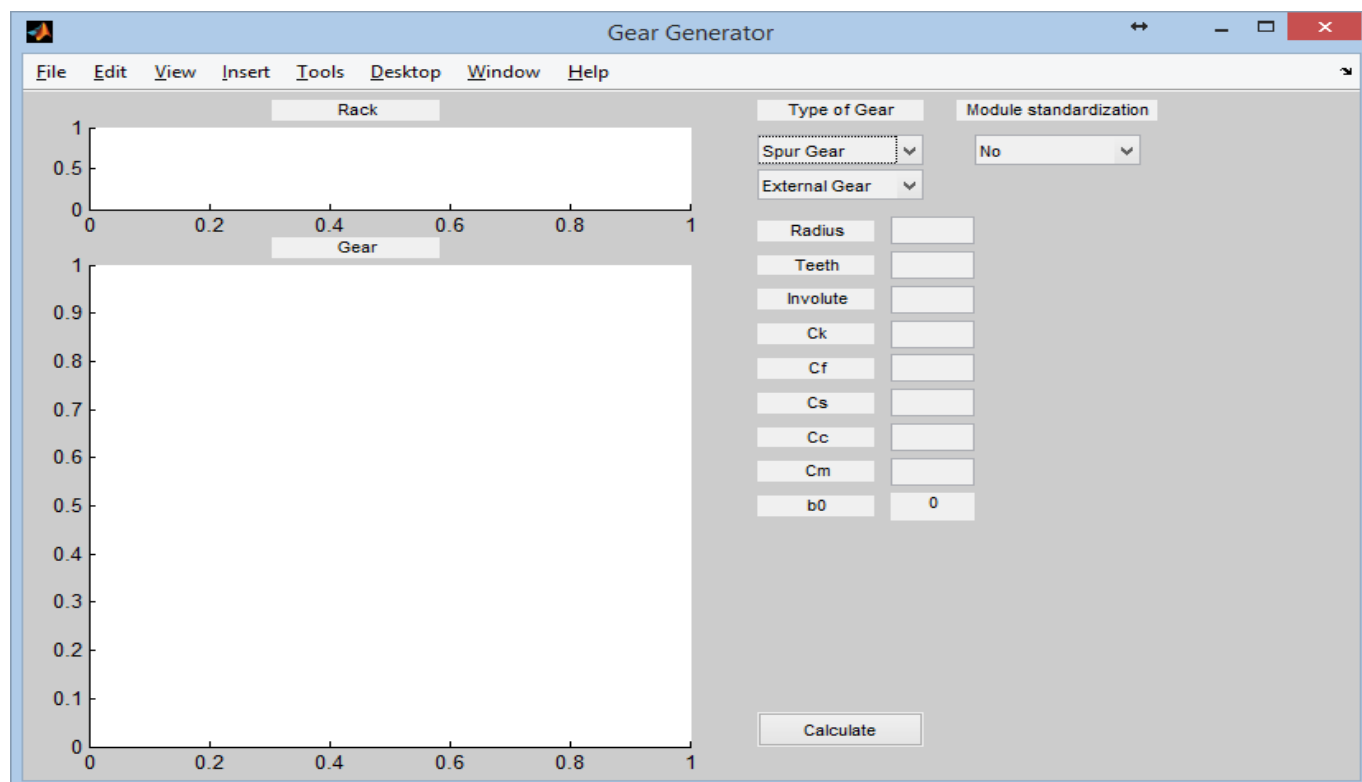 Gear Generator
File Edit View Insert Tools Desktop Window Help
Rack
1
0.5
0
0 0.2 0.4 0.6 0.8 1
Gear
1
0.9
0.8
0.7
0.6
0.5
0.4
0.3
0.2
0.1
0
0 0.2 0.4 0.6 0.8 1
Type of Gear Module standardization
Spur Gear No
External Gear
Radius
Teeth
Involute
Ck
Cf
Cs
Cc
Cm
b0 0
Calculate